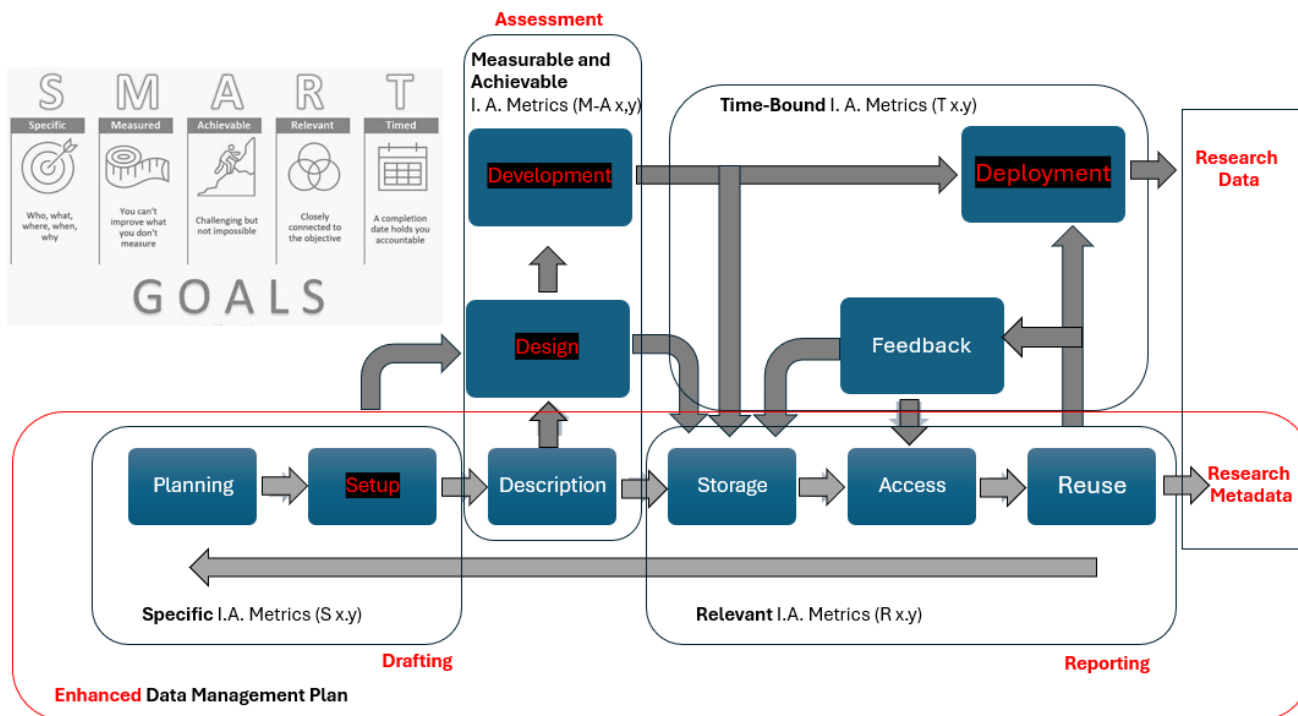 Assessment
S M A R T
Specific Measured Achievable Relevant Timed
Who, what,
where, when,
why
You can't
improve what
you don't
measure
Challenging but
not impossible
Closely
connected to
the objective
A completion
date holds you
accountable
GOALS
Measurable and
Achievable
I. A. Metrics (M-A x,y)
Time-Bound I. A. Metrics (T x.y)
Development
Deployment
Research
Data
Design
Feedback
Planning
Setup
Description
Storage
Access
Reuse
Research
Metadata
Specific I.A. Metrics (S x.y)
Relevant I.A. Metrics (R x.y)
Drafting
Reporting
Enhanced Data Management Plan